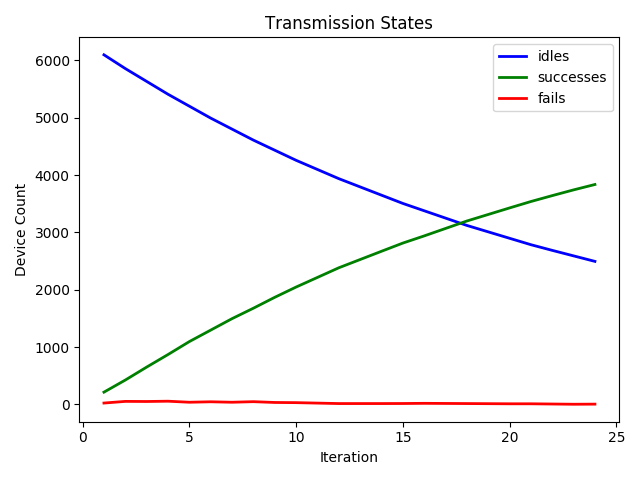 Transmission States
idles
successes
fails
6000
5000
4000
3000
2000
1000
0
Device Count
0 5 10 15 20 25
Iteration